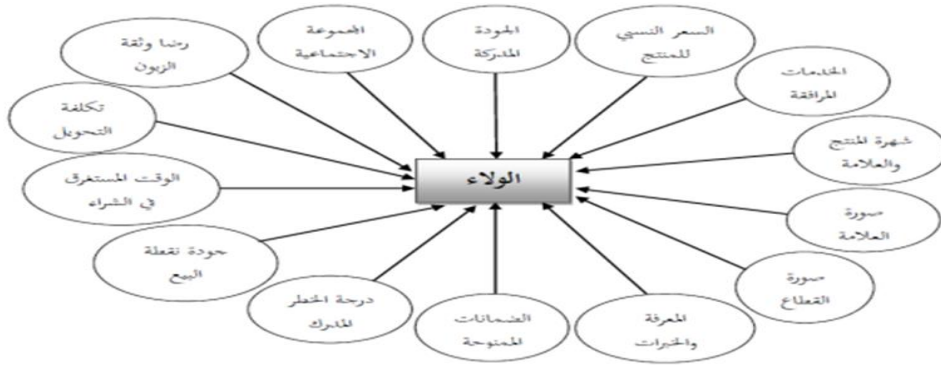 السعر النسبي
للمنتج
الجودة
المدركة
المجموعة
الاجتماعية
رضا وثقة
الزبون
الخدمات
المرافقة
تكلفة
التحويل
شهرة المنتج
والعلامة
الولاء
الوقت المستغرق
في الشراء
صورة
العلامة
جودة نقطة
البيع
صورة
القطاع
درجة الخطر
المدرك
الضمانات
الممنوحة
المعرفة
والخبرات